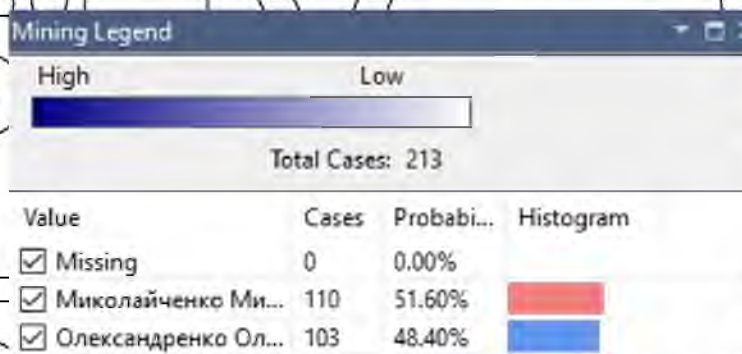 Mining Legend
High Low
Total Cases: 213
Value Cases Probabi... Histogram
Missing 0 0.00%
Миколайченко Ми... 110 51.60%
Олександренко Ол... 103 48.40%